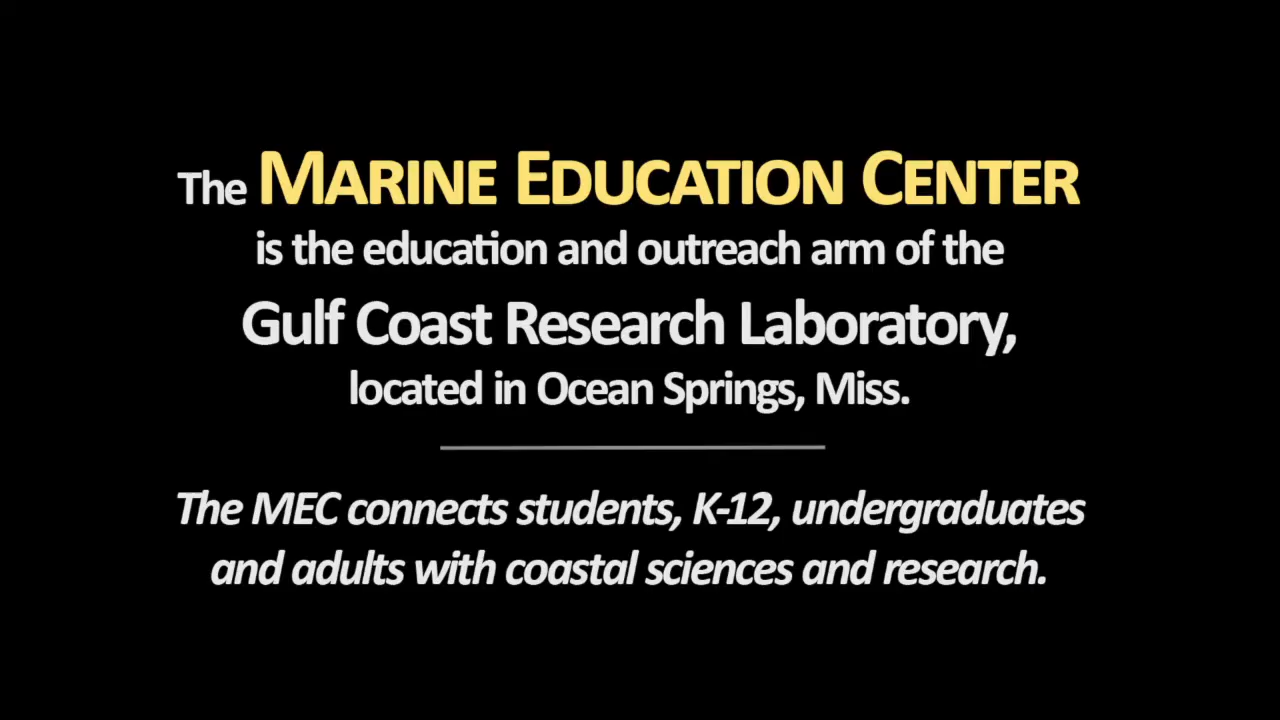 The MARINE EDUCATION CENTER
is the education and outreach arm of the
Gulf Coast Research Laboratory,
located in Ocean Springs, Miss.
The MEC connects students, K-12, undergraduates
and adults with coastal sciences and research.